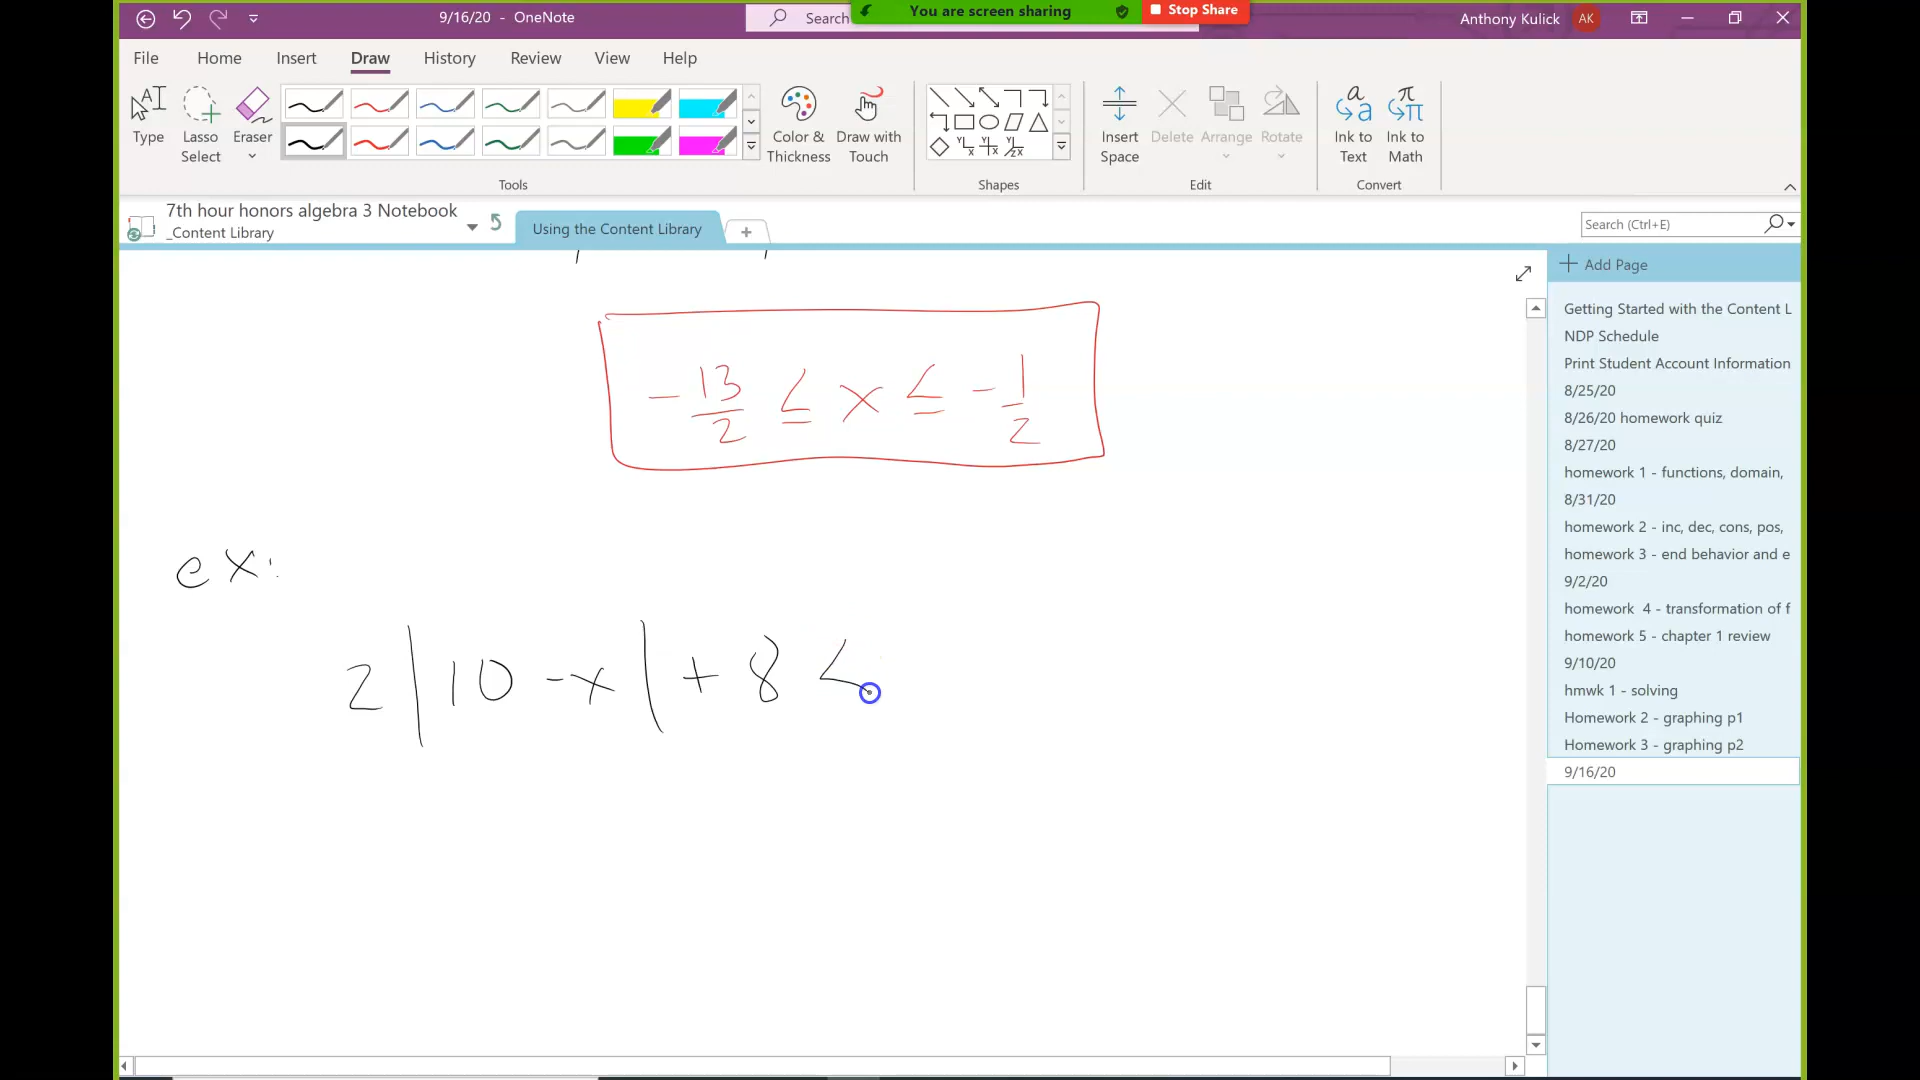 9/16/20 - OneNote
Search
You are screen sharing
Stop Share
Anthony Kulick
AK
File Home Insert Draw History Review View Help
Type
Lasso Select
Eraser
Color & Thickness
Draw with Touch
Insert Space
Delete
Arrange
Rotate
Ink to Text
Ink to Math
Tools
Shapes
Edit
Convert
7th hour honors algebra 3 Notebook
_Content Library
Using the Content Library
Search (Ctrl+E)
Add Page
Getting Started with the Content L
NDP Schedule
Print Student Account Information
8/25/20
8/26/20 homework quiz
8/27/20
homework 1 - functions, domain,
8/31/20
homework 2 - inc, dec, cons, pos,
homework 3 - end behavior and e
9/2/20
homework 4 - transformation of f
homework 5 - chapter 1 review
9/10/20
hmwk 1 - solving
Homework 2 - graphing p1
Homework 3 - graphing p2
9/16/20
-13/2 ≤ x ≤ -1/2
ex:
2|10-x|+8 <